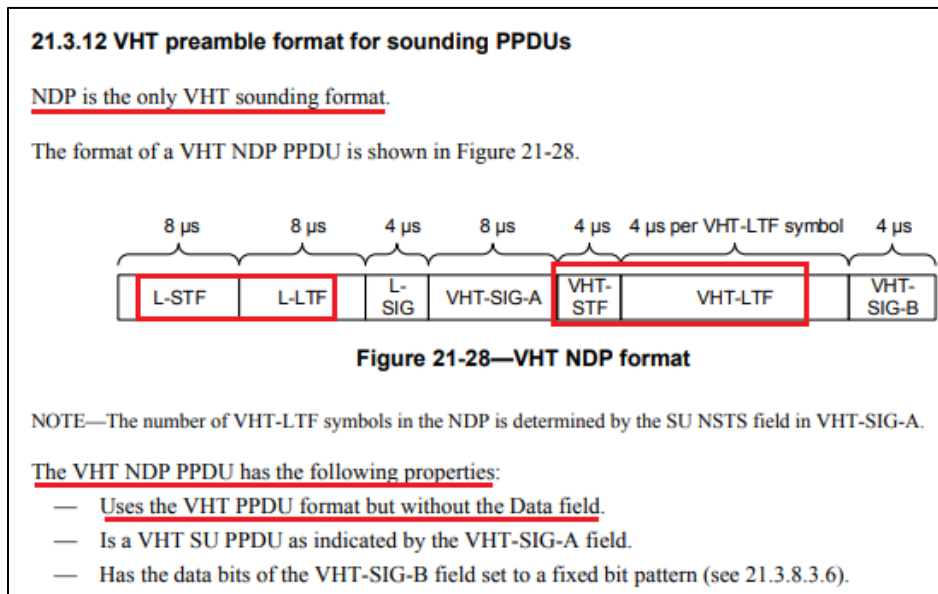 21.3.12 VHT preamble format for sounding PPDUs
NDP is the only VHT sounding format.
The format of a VHT NDP PPDU is shown in Figure 21-28.
8 µs 8 µs 4 µs 8 µs 4 µs 4 µs per VHT-LTF symbol 4 µs
L-STF L-LTF L-SIG VHT-SIG-A VHT-STF VHT-LTF VHT-SIG-B
Figure 21-28—VHT NDP format
NOTE—The number of VHT-LTF symbols in the NDP is determined by the SU NSTS field in VHT-SIG-A.
The VHT NDP PPDU has the following properties:
— Uses the VHT PPDU format but without the Data field.
— Is a VHT SU PPDU as indicated by the VHT-SIG-A field.
— Has the data bits of the VHT-SIG-B field set to a fixed bit pattern (see 21.3.8.3.6).